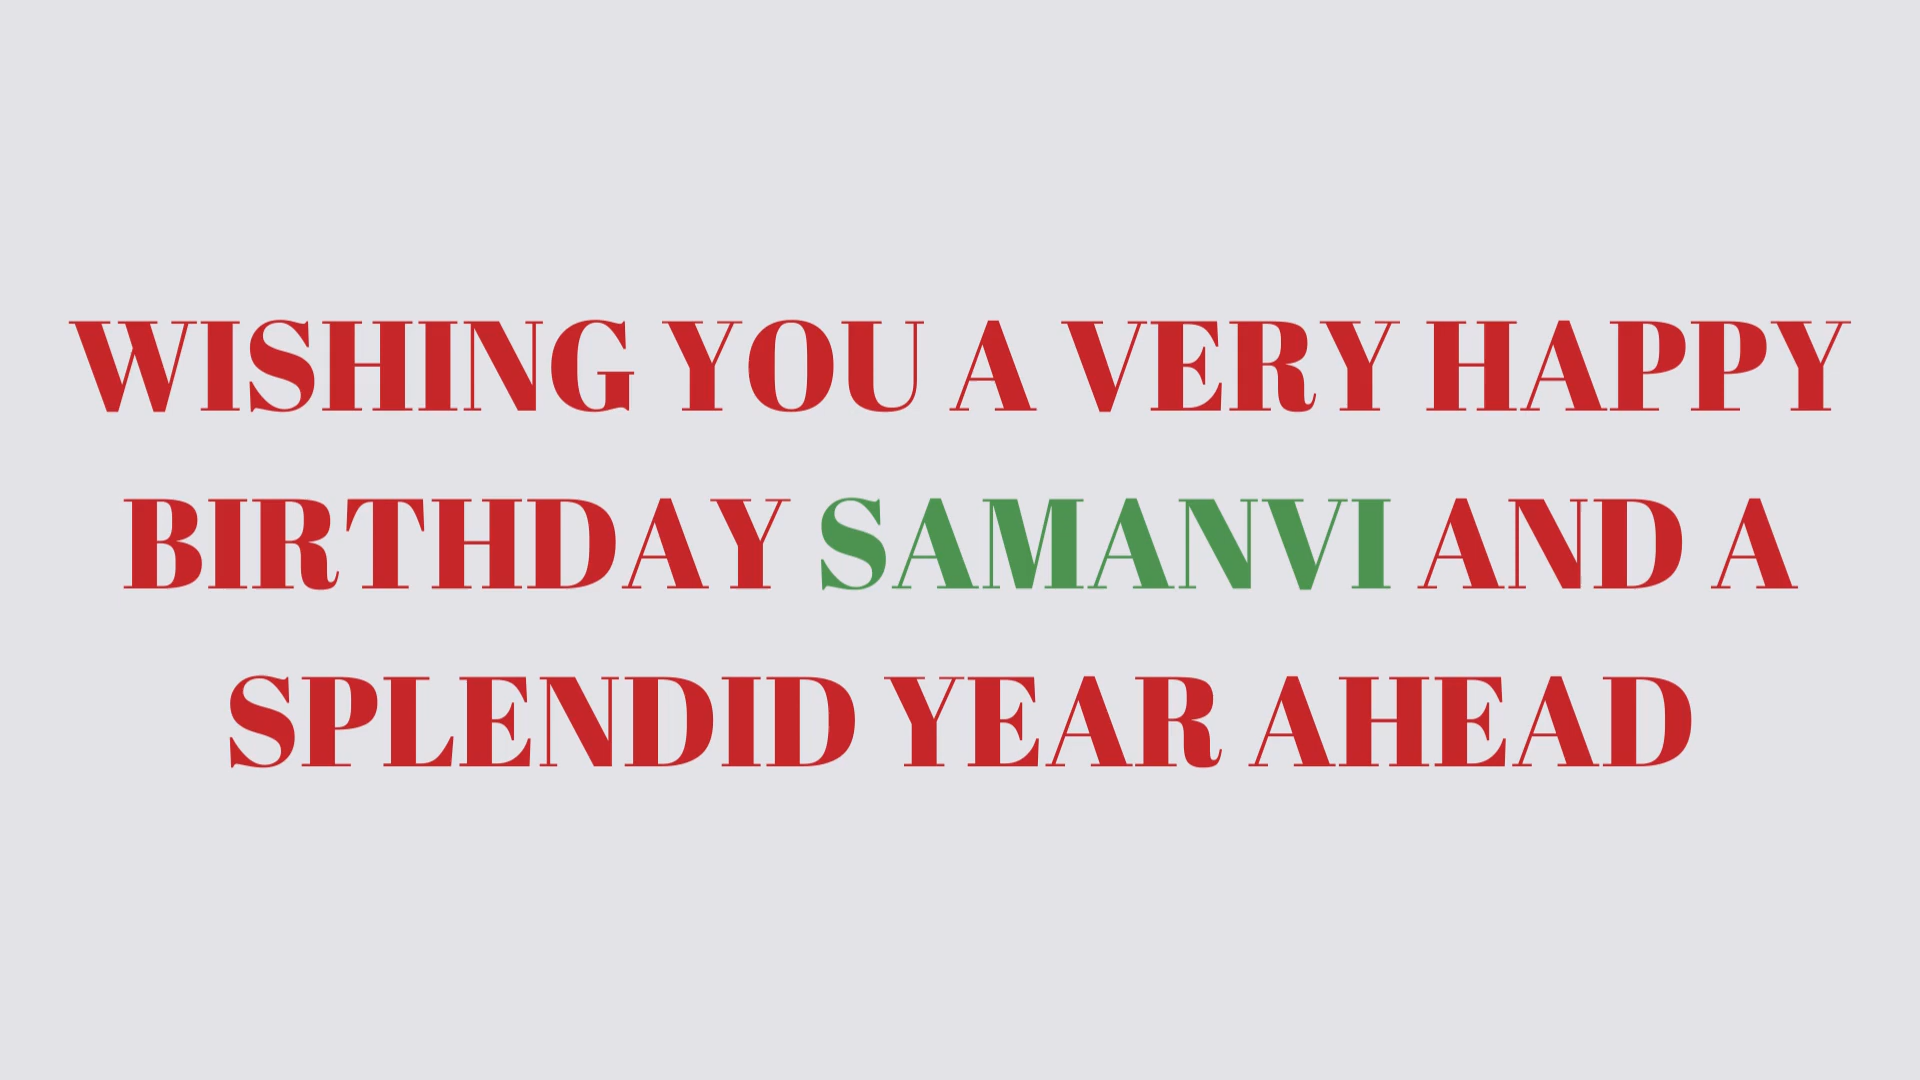 WISHING YOU A VERY HAPPY
BIRTHDAY SAMANVI AND A
SPLENDID YEAR AHEAD